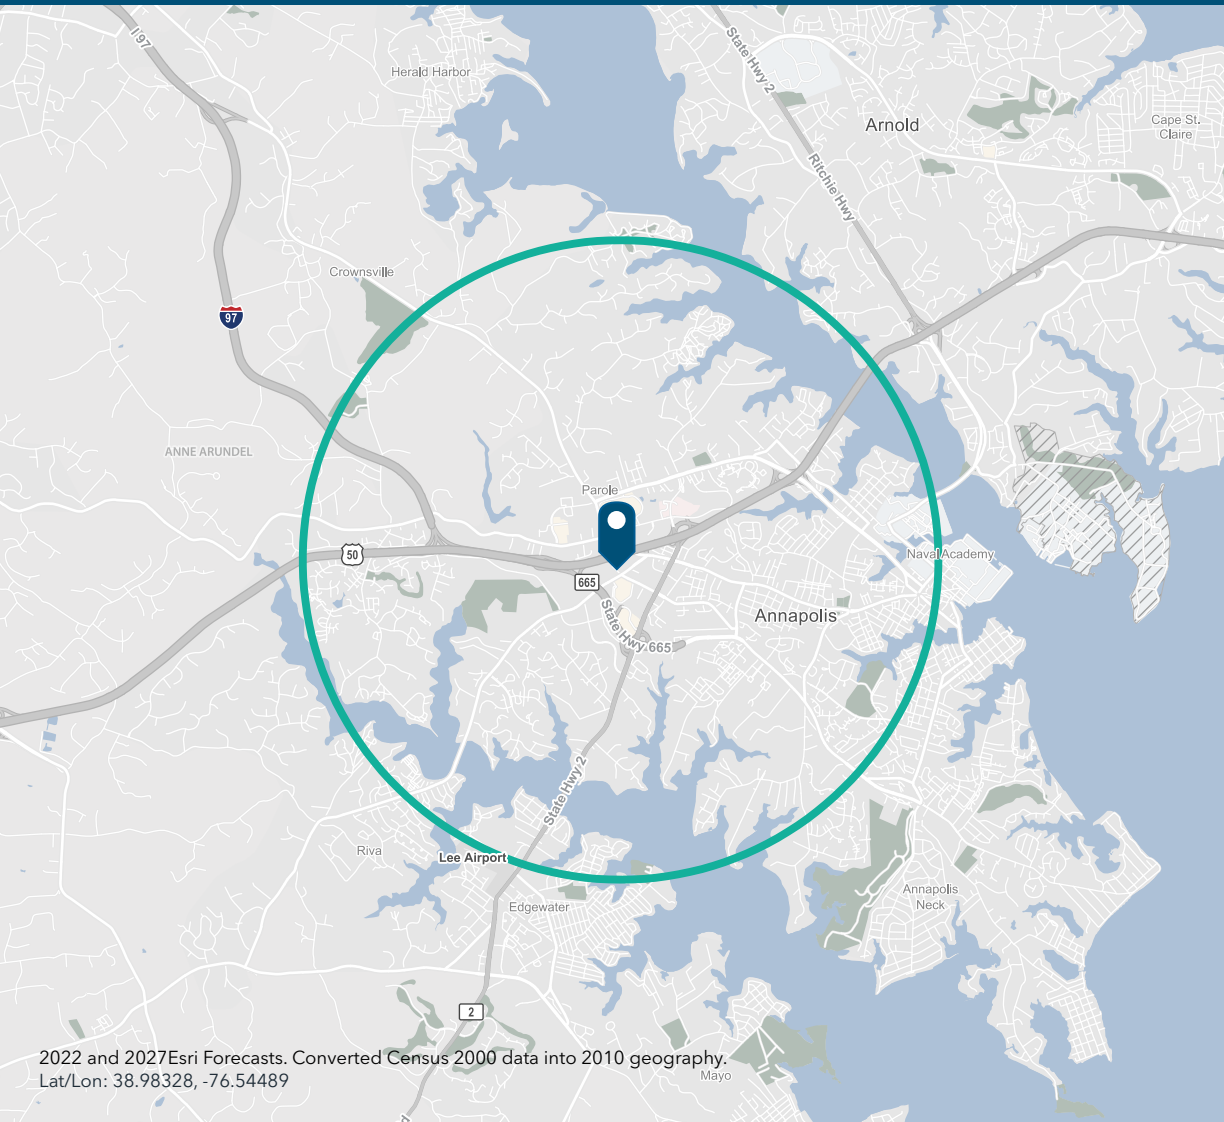 I 97
State Hwy 2
Herald Harbor
Arnold
Cape St.
Claire
Ritchie Hwy
Crownsville
97
ANNE ARUNDEL
Parole
50
Naval Academy
665
State Hwy 665
Annapolis
State Hwy 2
Riva
Lee Airport
Annapolis
Neck
Edgewater
2
2022 and 2027Esri Forecasts. Converted Census 2000 data into 2010 geography.
Mayo
Lat/Lon: 38.98328, -76.54489